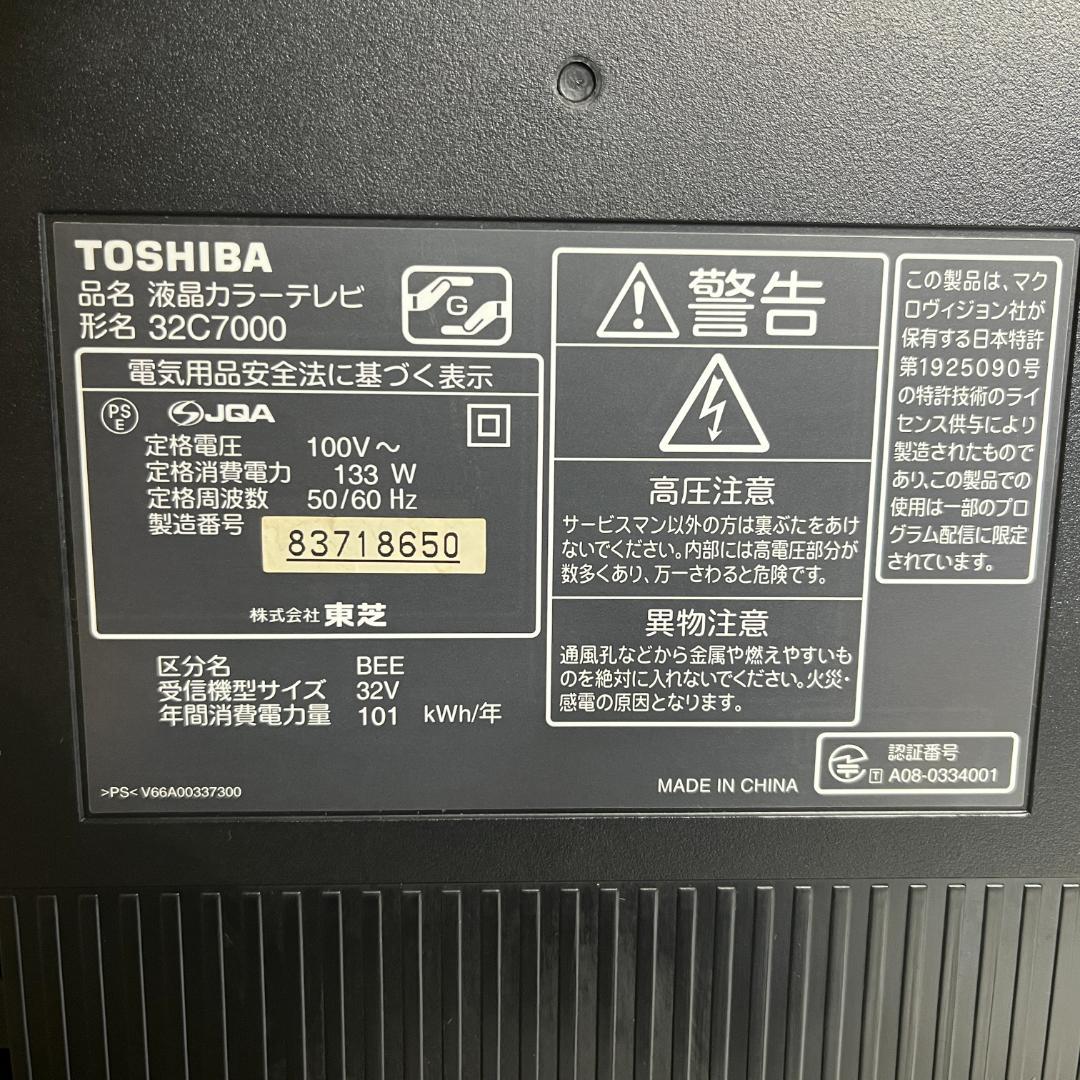 TOSHIBA
品名 液晶カラーテレビ
形名 32C7000
G
電気用品安全法に基づく表示
PS
E
JQA
定格電圧 100V～
定格消費電力 133 W
定格周波数 50/60 Hz
製造番号
83718650
株式会社 東芝
区分名 BEE
受信機型サイズ 32V
年間消費電力量 101 kWh/年
>PS< V66A00337300
警告
高圧注意
サービスマン以外の方は裏ぶたをあけ
ないでください。内部には高電圧部分が
数多くあり、万一さわると危険です。
異物注意
通風孔などから金属や燃えやすいも
のを絶対に入れないでください。火災・
感電の原因となります。
この製品は、マク
ロヴィジョン社が
保有する日本特許
第1925090号
の特許技術のライ
センス供与により
製造されたもので
あり、この製品での
使用は一部のプロ
グラム配信に限定
されています。
MADE IN CHINA
認証番号
T A08-0334001